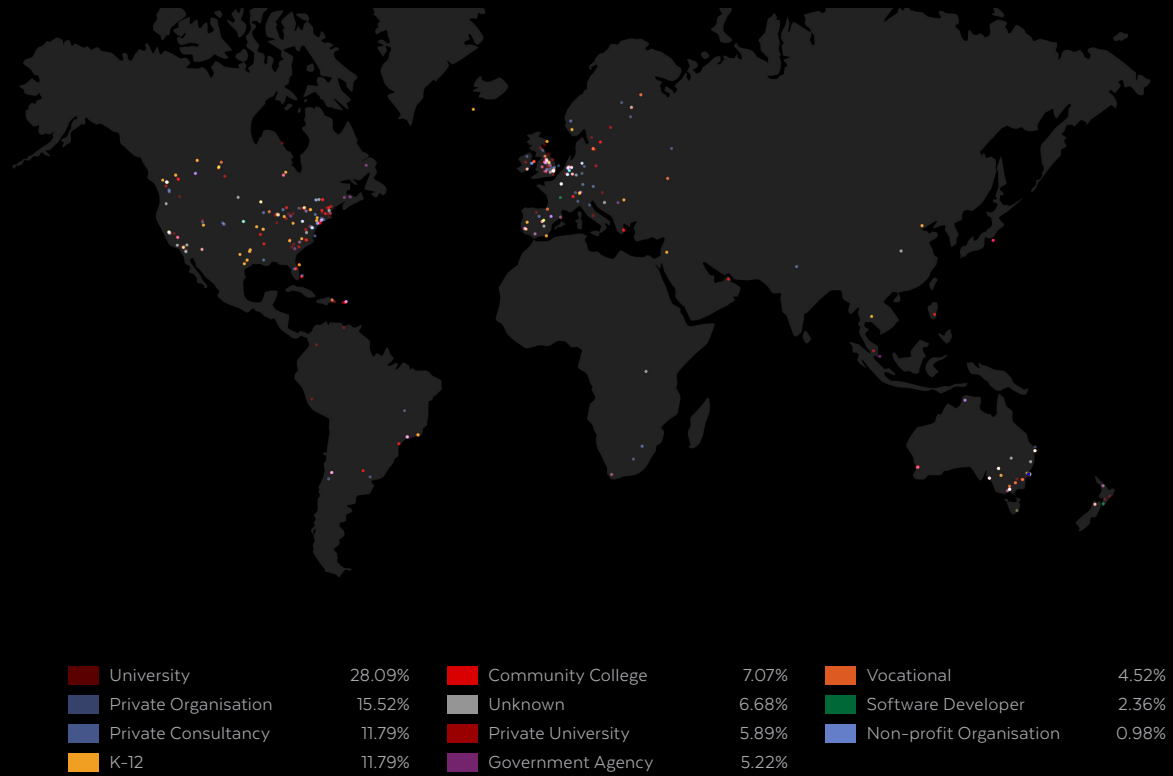 University 28.09%
Private Organisation 15.52%
Private Consultancy 11.79%
K-12 11.79%
Community College 7.07%
Unknown 6.68%
Private University 5.89%
Government Agency 5.22%
Vocational 4.52%
Software Developer 2.36%
Non-profit Organisation 0.98%